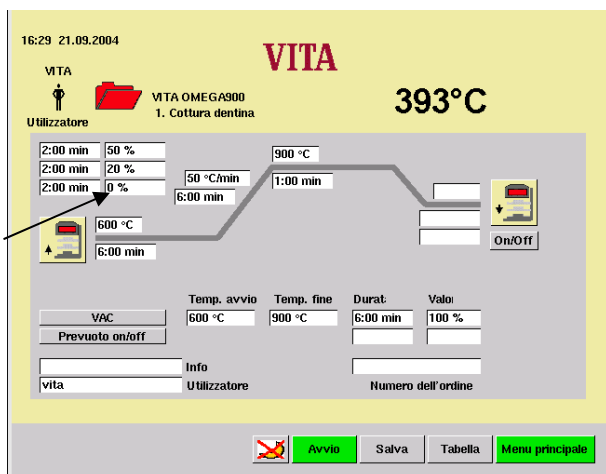 16:29 21.09.2004
VITA
VITA
Utilizzatore
VITA OMEGA900
1. Cottura dentina
393°C
2:00 min 50 %
2:00 min 20 %
2:00 min 0 %
50 °C/min
6:00 min
900 °C
1:00 min
600 °C
6:00 min
On/Off
Temp. avvio Temp. fine Durat Valo
VAC 600 °C 900 °C 6:00 min 100 %
Prevuoto on/off
Info
vita Utilizzatore Numero dell'ordine
Avvio Salva Tabella Menu principale